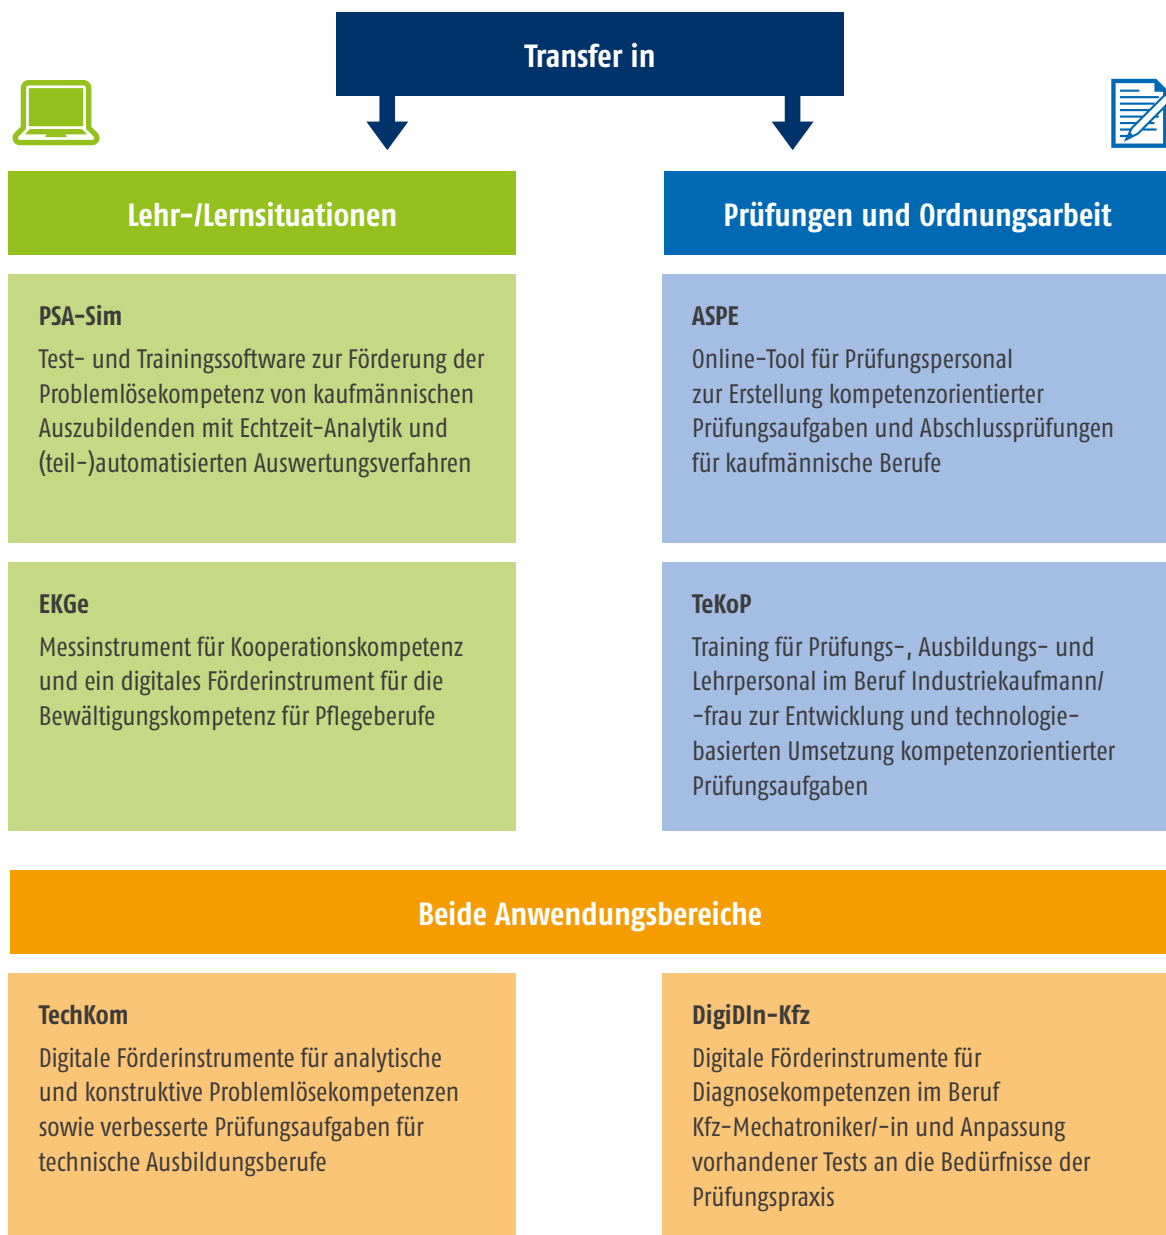 Transfer in
Lehr-/Lernsituationen
Prüfungen und Ordnungsarbeit
PSA-Sim
Test- und Trainingssoftware zur Förderung der
Problemlösekompetenz von kaufmännischen
Auszubildenden mit Echtzeit-Analytik und
(teil-)automatisierten Auswertungsverfahren
ASPE
Online-Tool für Prüfungspersonal
zur Erstellung kompetenzorientierter
Prüfungsaufgaben und Abschlussprüfungen
für kaufmännische Berufe
EKGe
Messinstrument für Kooperationskompetenz
und ein digitales Förderinstrument für die
Bewältigungskompetenz für Pflegeberufe
TeKoP
Training für Prüfungs-, Ausbildungs- und
Lehrpersonal im Beruf Industriekaufmann/
-frau zur Entwicklung und technologie-
basierten Umsetzung kompetenzorientierter
Prüfungsaufgaben
Beide Anwendungsbereiche
TechKom
Digitale Förderinstrumente für analytische
und konstruktive Problemlösekompetenzen
sowie verbesserte Prüfungsaufgaben für
technische Ausbildungsberufe
DigiDIn-Kfz
Digitale Förderinstrumente für
Diagnosekompetenzen im Beruf
Kfz-Mechatroniker/-in und Anpassung
vorhandener Tests an die Bedürfnisse der
Prüfungspraxis